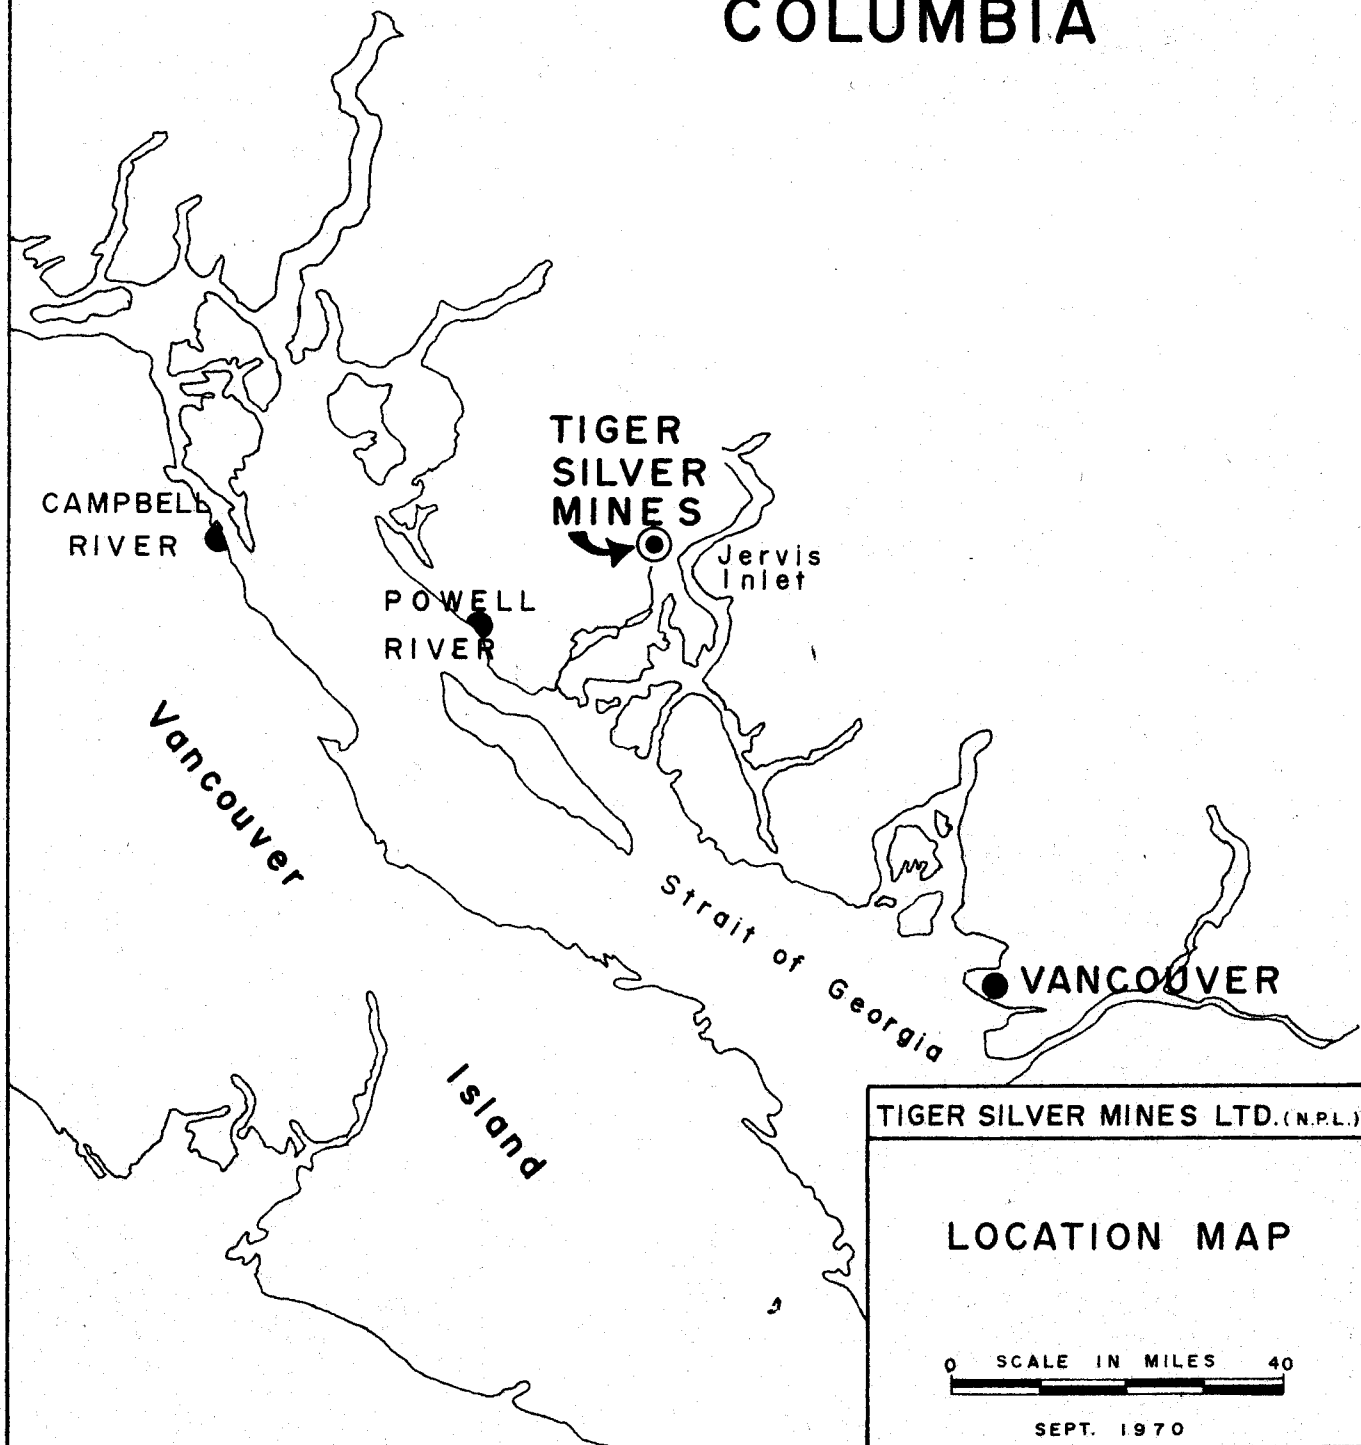 COLUMBIA
TIGER
SILVER
MINES
CAMPBELL
RIVER
Jervis
Inlet
POWELL
RIVER
Vancouver
Strait of Georgia
VANCOUVER
Island
TIGER SILVER MINES LTD.(N.P.L.)
LOCATION MAP
0 SCALE IN MILES 40
SEPT. 1970